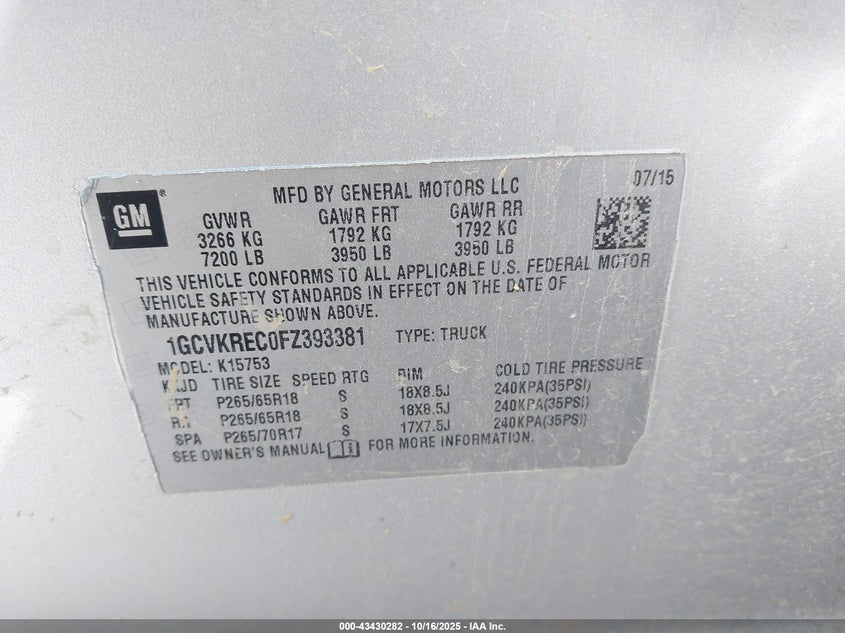 GM ®
MFD BY GENERAL MOTORS LLC 07/15
GVWR GAWR FRT GAWR RR
3266 KG 1792 KG 1792 KG
7200 LB 3950 LB 3950 LB
THIS VEHICLE CONFORMS TO ALL APPLICABLE U.S. FEDERAL MOTOR
VEHICLE SAFETY STANDARDS IN EFFECT ON THE DATE OF
MANUFACTURE SHOWN ABOVE.
1GCVKREC0FZ393381 TYPE: TRUCK
MODEL: K15753
TIRE SIZE SPEED RTG RIM COLD TIRE PRESSURE
FRT P265/65R18 S 18X8.5J 240KPA(35PSI)
RR P265/65R18 S 18X8.5J 240KPA(35PSI)
SPA P265/70R17 S 17X7.5J 240KPA(35PSI)
SEE OWNER'S MANUAL FOR MORE INFORMATION.
000-43430282 - 10/16/2025 - IAA Inc.